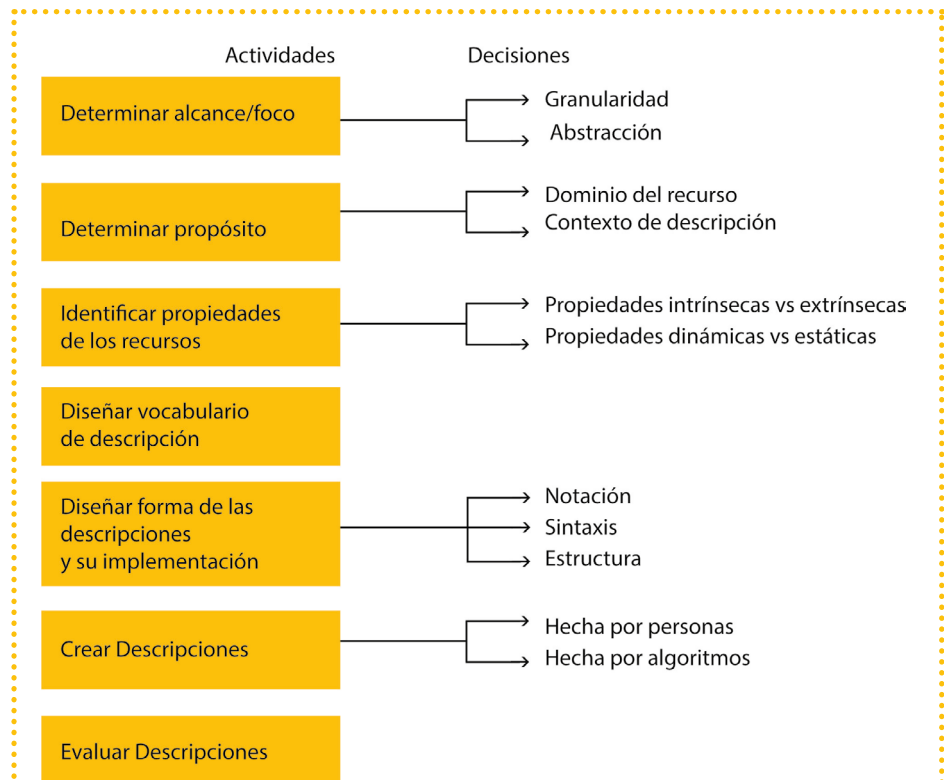 Actividades
Decisiones
Determinar alcance/foco
Granularidad
Abstracción
Determinar propósito
Dominio del recurso
Contexto de descripción
Identificar propiedades
de los recursos
Propiedades intrínsecas vs extrínsecas
Propiedades dinámicas vs estáticas
Diseñar vocabulario
de descripción
Diseñar forma de las
descripciones
y su implementación
Notación
Sintaxis
Estructura
Crear Descripciones
Hecha por personas
Hecha por algoritmos
Evaluar Descripciones